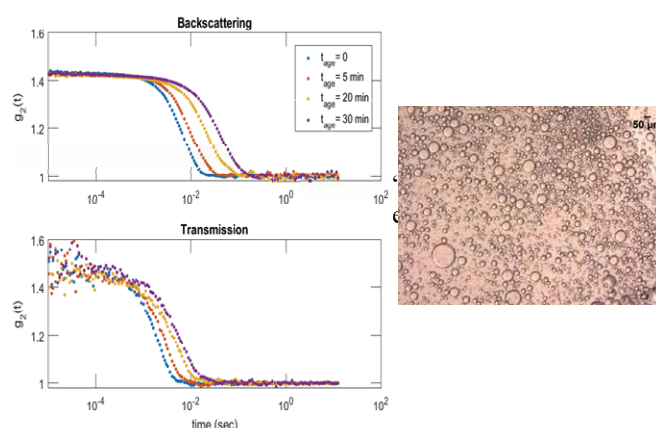 Backscattering
1.6
1.4
1.2
1
g2(t)
tage = 0
tage = 5 min
tage = 20 min
tage = 30 min
10-4
10-2
100
102
Transmission
1.6
1.4
1.2
1
g2(t)
10-4
10-2
100
102
time (sec)
50 µm